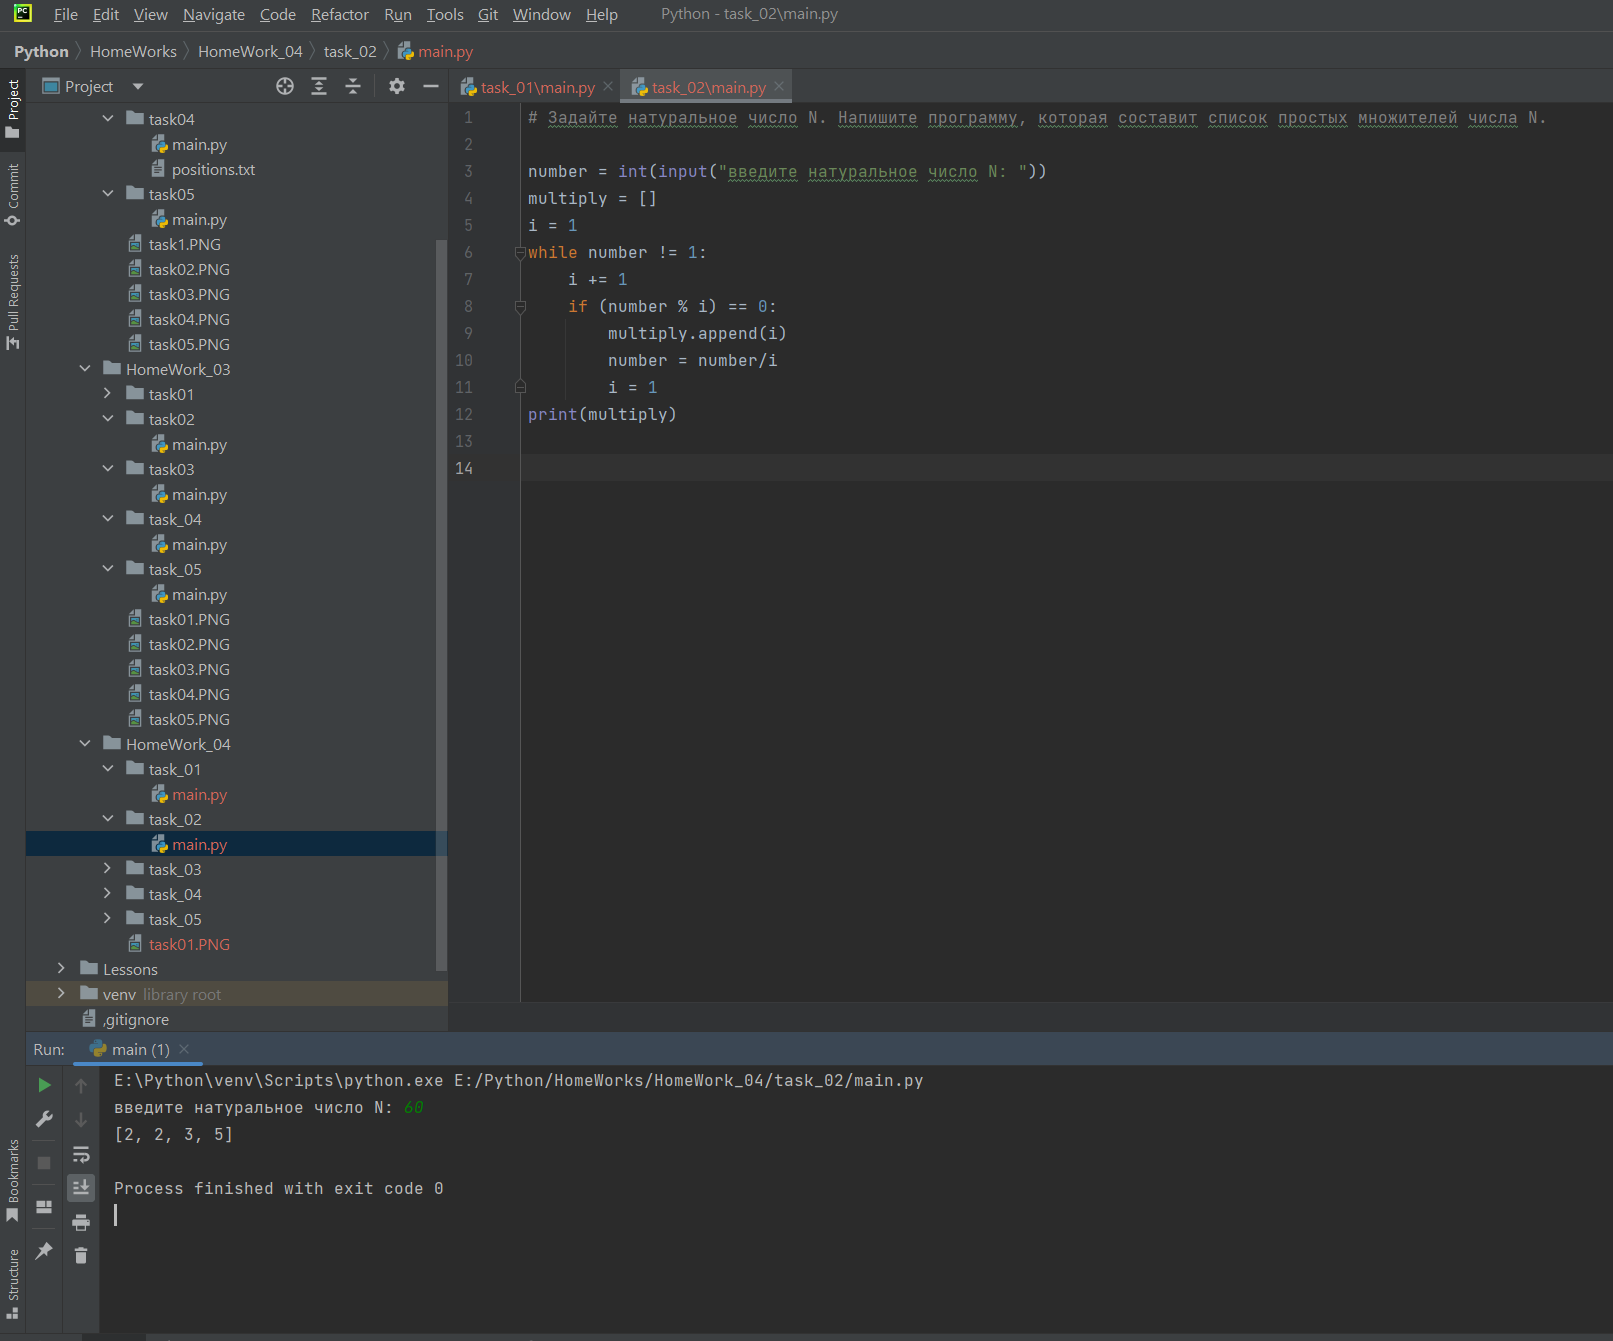 PC File Edit View Navigate Code Refactor Run Tools Git Window Help Python - task_02\main.py
Python HomeWorks HomeWork_04 task_02 main.py
Project
Commit
Pull Requests
Bookmarks
Structure
Project
task04
main.py
positions.txt
task05
main.py
task1.PNG
task02.PNG
task03.PNG
task04.PNG
task05.PNG
HomeWork_03
task01
task02
main.py
task03
main.py
task_04
main.py
task_05
main.py
task01.PNG
task02.PNG
task03.PNG
task04.PNG
task05.PNG
HomeWork_04
task_01
main.py
task_02
main.py
task_03
task_04
task_05
task01.PNG
Lessons
venv library root
.gitignore
task_01\main.py task_02\main.py
1 # Задайте натуральное число N. Напишите программу, которая составит список простых множителей числа N.
2
3 number = int(input("введите натуральное число N: "))
4 multiply = []
5 i = 1
6 while number != 1:
7 i += 1
8 if (number % i) == 0:
9 multiply.append(i)
10 number = number/i
11 i = 1
12 print(multiply)
13
14
Run: main (1)
E:\Python\venv\Scripts\python.exe E:/Python/HomeWorks/HomeWork_04/task_02/main.py
введите натуральное число N: 60
[2, 2, 3, 5]
Process finished with exit code 0